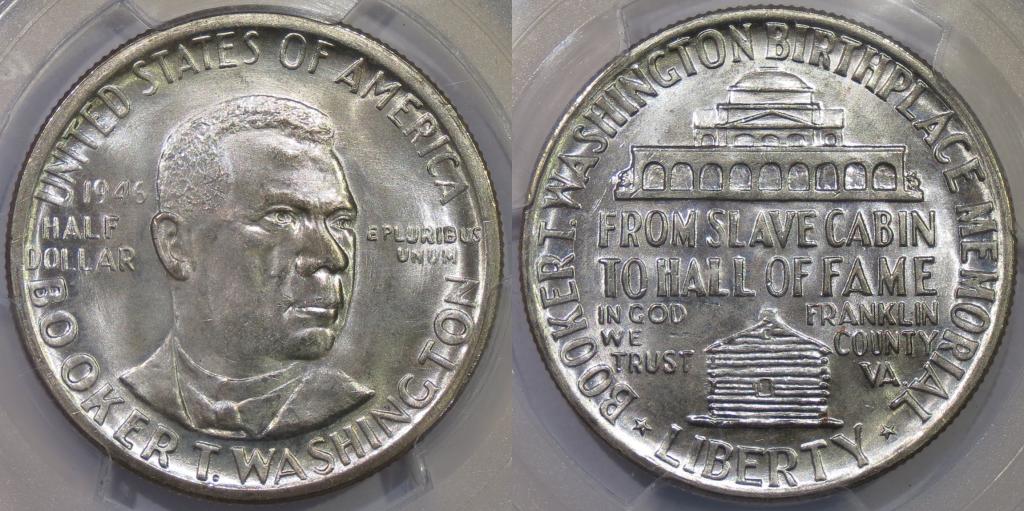 UNITED STATES OF AMERICA
1946
HALF
DOLLAR
E PLURIBUS
UNUM
BOOKER T. WASHINGTON
BOOKER T. WASHINGTON BIRTHPLACE MEMORIAL
FROM SLAVE CABIN
TO HALL OF FAME
IN GOD
WE
TRUST
FRANKLIN
COUNTY
VA.
LIBERTY